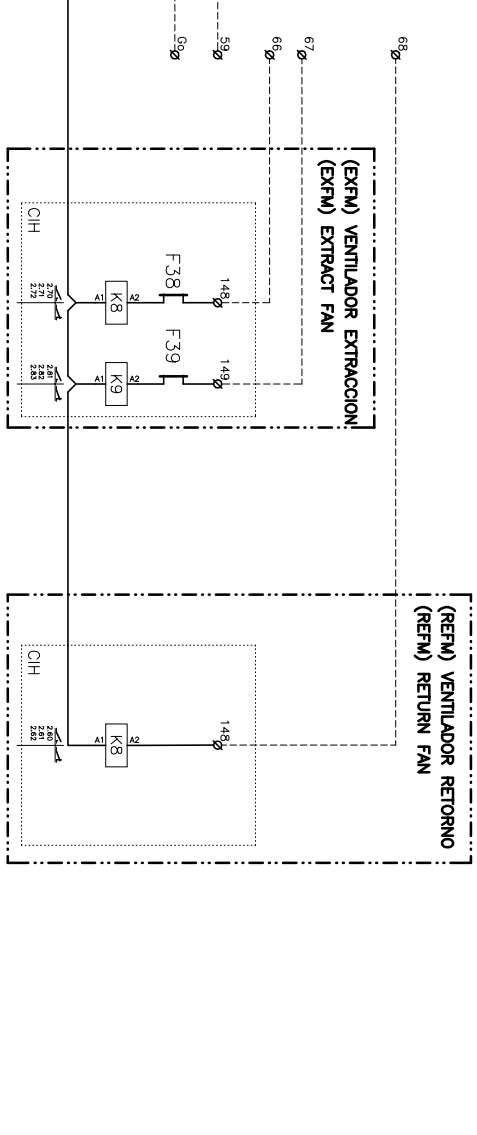 Go
59
66
67
68
(EXFM) VENTILADOR EXTRACCION
(EXFM) EXTRACT FAN
CIH
148
F38
A2
K8
A1
2.70
2.71
2.72
149
F39
A2
K9
A1
2.81
2.82
2.83
(REFM) VENTILADOR RETORNO
(REFM) RETURN FAN
CIH
148
A2
K8
A1
2.60
2.61
2.62